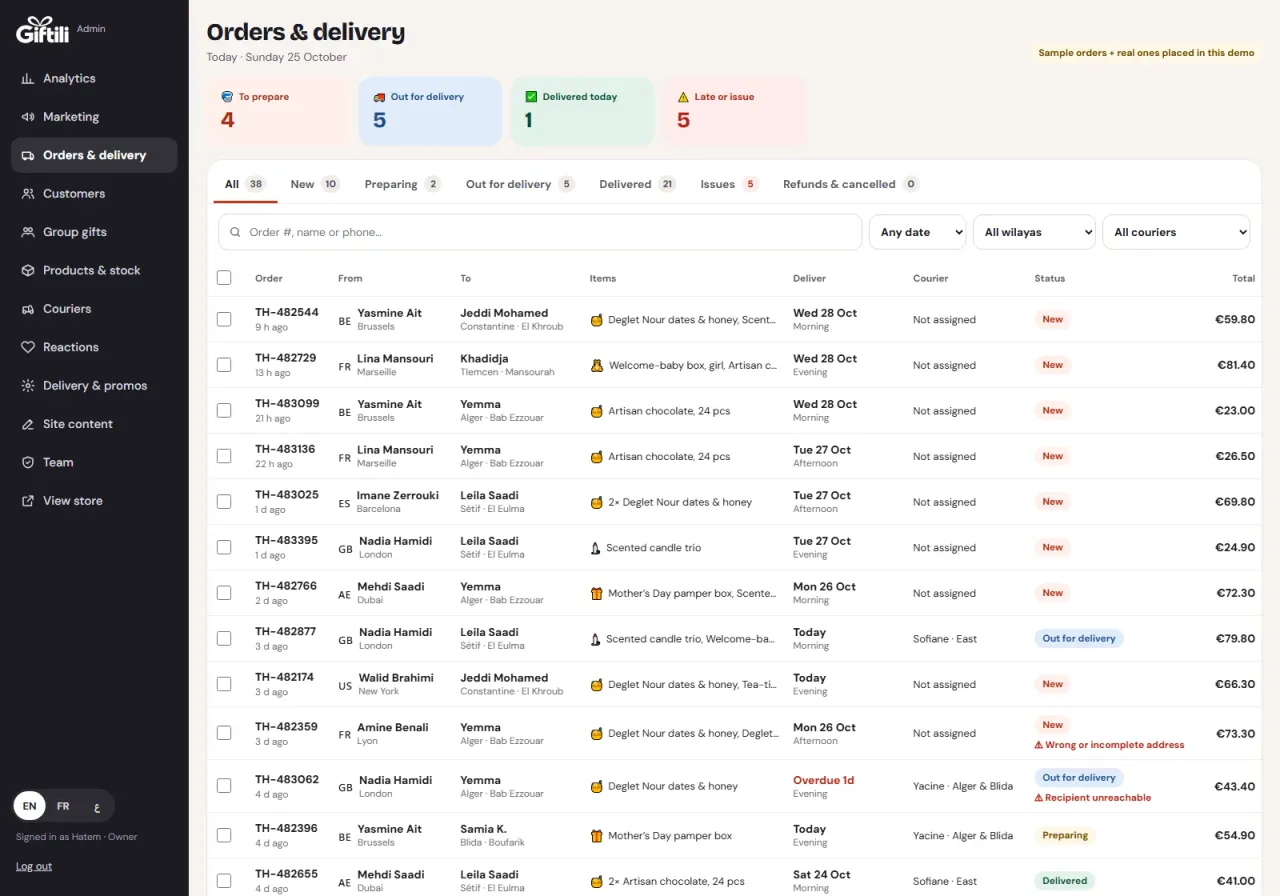 Giftili Admin
Analytics
Marketing
Orders & delivery
Customers
Group gifts
Products & stock
Couriers
Reactions
Delivery & promos
Site content
Team
View store
EN FR ع
Signed in as Hatem · Owner
Log out
Orders & delivery
Today · Sunday 25 October
Sample orders + real ones placed in this demo
To prepare
4
Out for delivery
5
Delivered today
1
Late or issue
5
All 38 New 10 Preparing 2 Out for delivery 5 Delivered 21 Issues 5 Refunds & cancelled 0
Order #, name or phone… Any date All wilayas All couriers
Order From To Items Deliver Courier Status Total
TH-482544 BE Yasmine Ait Jeddi Mohamed Deglet Nour dates & honey, Scent… Wed 28 Oct Not assigned New €59.80
9 h ago Brussels Constantine · El Khroub Morning
TH-482729 FR Lina Mansouri Khadidja Welcome-baby box, girl, Artisan c… Wed 28 Oct Not assigned New €81.40
13 h ago Marseille Tlemcen · Mansourah Evening
TH-483099 BE Yasmine Ait Yemma Artisan chocolate, 24 pcs Wed 28 Oct Not assigned New €23.00
21 h ago Brussels Alger · Bab Ezzouar Morning
TH-483136 FR Lina Mansouri Yemma Artisan chocolate, 24 pcs Tue 27 Oct Not assigned New €26.50
22 h ago Marseille Alger · Bab Ezzouar Afternoon
TH-483025 ES Imane Zerrouki Leila Saadi 2× Deglet Nour dates & honey Tue 27 Oct Not assigned New €69.80
1 d ago Barcelona Sétif · El Eulma Afternoon
TH-483395 GB Nadia Hamidi Leila Saadi Scented candle trio Tue 27 Oct Not assigned New €24.90
1 d ago London Sétif · El Eulma Evening
TH-482766 AE Mehdi Saadi Yemma Mother's Day pamper box, Scente… Mon 26 Oct Not assigned New €72.30
2 d ago Dubai Alger · Bab Ezzouar Morning
TH-482877 GB Nadia Hamidi Leila Saadi Scented candle trio, Welcome-ba… Today Sofiane · East Out for delivery €79.80
3 d ago London Sétif · El Eulma Morning
TH-482174 US Walid Brahimi Jeddi Mohamed Deglet Nour dates & honey, Tea-ti… Today Not assigned New €66.30
3 d ago New York Constantine · El Khroub Evening
TH-482359 FR Amine Benali Yemma Deglet Nour dates & honey, Deglet… Mon 26 Oct Not assigned New €73.30
3 d ago Lyon Alger · Bab Ezzouar Afternoon Wrong or incomplete address
TH-483062 GB Nadia Hamidi Yemma Deglet Nour dates & honey Overdue 1d Yacine · Alger & Blida Out for delivery €43.40
4 d ago London Alger · Bab Ezzouar Evening Recipient unreachable
TH-482396 BE Yasmine Ait Samia K. Mother's Day pamper box Today Yacine · Alger & Blida Preparing €54.90
4 d ago Brussels Blida · Boufarik Evening
TH-482655 AE Mehdi Saadi Leila Saadi 2× Artisan chocolate, 24 pcs Sat 24 Oct Sofiane · East Delivered €41.00
4 d ago Dubai Sétif · El Eulma Morning